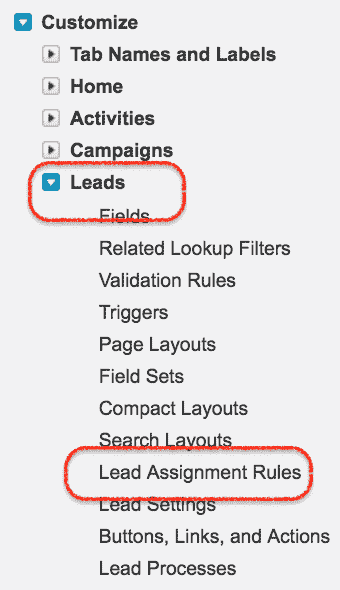 Customize
Tab Names and Labels
Home
Activities
Campaigns
Leads
Fields
Related Lookup Filters
Validation Rules
Triggers
Page Layouts
Field Sets
Compact Layouts
Search Layouts
Lead Assignment Rules
Lead Settings
Buttons, Links, and Actions
Lead Processes